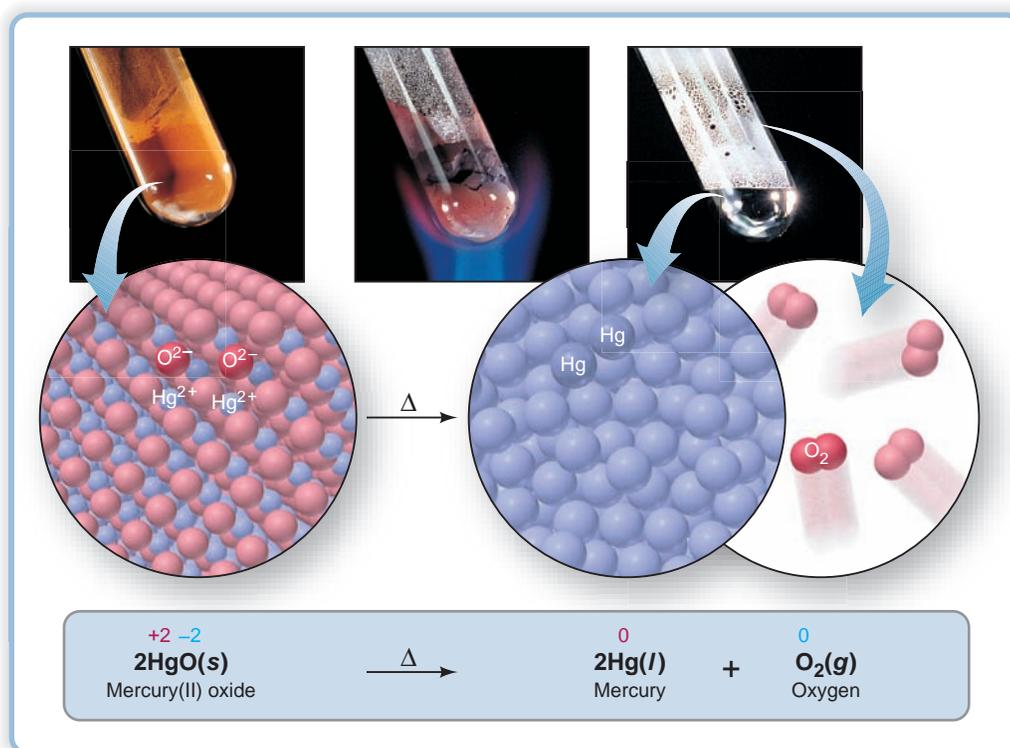 O²⁻ O²⁻
Hg²⁺ Hg²⁺
Δ
Hg
Hg
O₂
+2 –2
2HgO(s)
Mercury(II) oxide
Δ
0
2Hg(l)
Mercury
+
0
O₂(g)
Oxygen